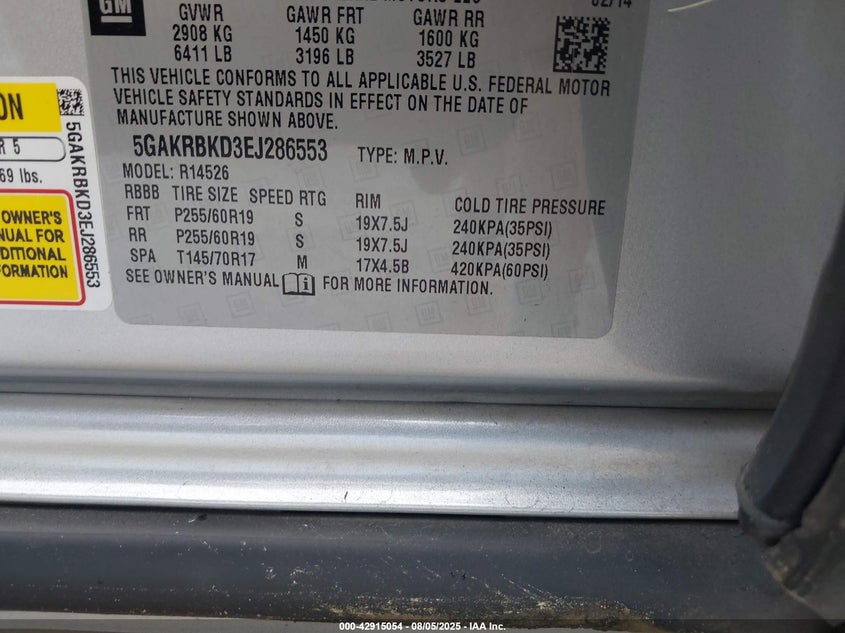 GM
02/14
GVWR GAWR FRT GAWR RR
2908 KG 1450 KG 1600 KG
6411 LB 3196 LB 3527 LB
THIS VEHICLE CONFORMS TO ALL APPLICABLE U.S. FEDERAL MOTOR
VEHICLE SAFETY STANDARDS IN EFFECT ON THE DATE OF
MANUFACTURE SHOWN ABOVE.
5GAKRBKD3EJ286553 TYPE: M.P.V.
MODEL: R14526
RBBB TIRE SIZE SPEED RTG RIM COLD TIRE PRESSURE
FRT P255/60R19 S 19X7.5J 240KPA(35PSI)
RR P255/60R19 S 19X7.5J 240KPA(35PSI)
SPA T145/70R17 M 17X4.5B 420KPA(60PSI)
SEE OWNER'S MANUAL FOR MORE INFORMATION.
ON
R 5
69 lbs.
OWNER'S
NUAL FOR
DITIONAL
FORMATION
5GAKRBKD3EJ286553
000-42915054 - 08/05/2025 - IAA Inc.